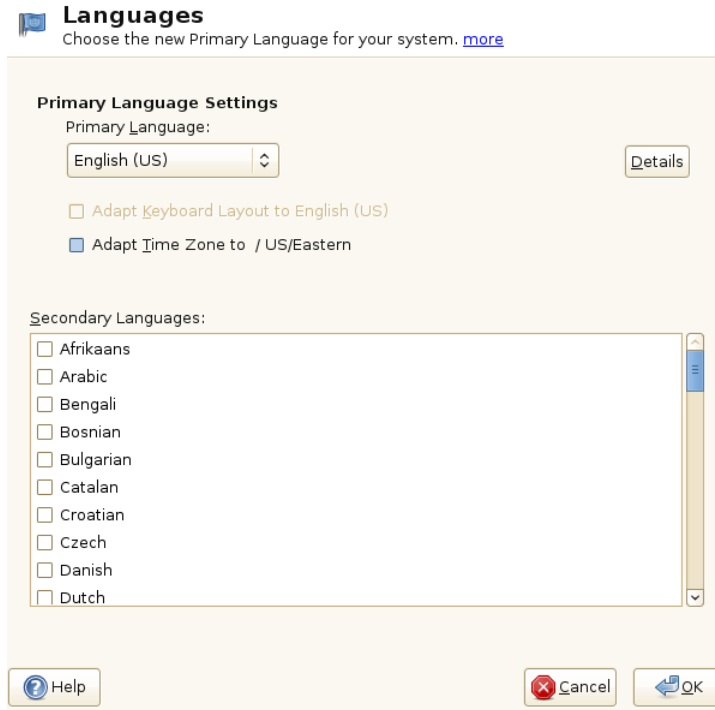 Languages
Choose the new Primary Language for your system. more
Primary Language Settings
Primary Language:
English (US)
Details
Adapt Keyboard Layout to English (US)
Adapt Time Zone to / US/Eastern
Secondary Languages:
Afrikaans
Arabic
Bengali
Bosnian
Bulgarian
Catalan
Croatian
Czech
Danish
Dutch
Help
Cancel
OK